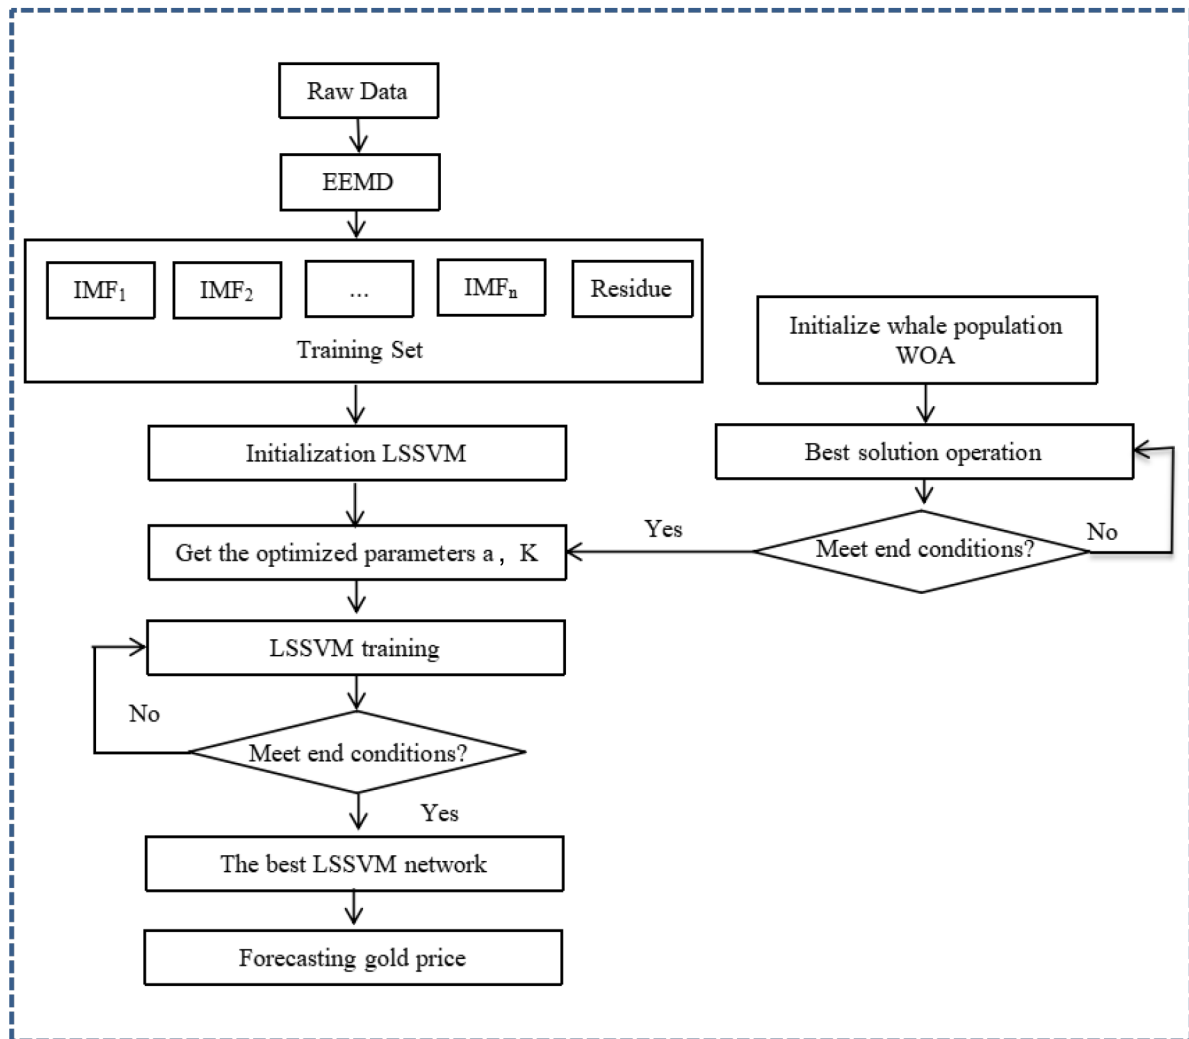 Raw Data
EEMD
IMF₁
IMF₂
...
IMFₙ
Residue
Training Set
Initialize whale population
WOA
Initialization LSSVM
Best solution operation
Get the optimized parameters a，K
Yes
Meet end conditions?
No
LSSVM training
No
Meet end conditions?
Yes
The best LSSVM network
Forecasting gold price